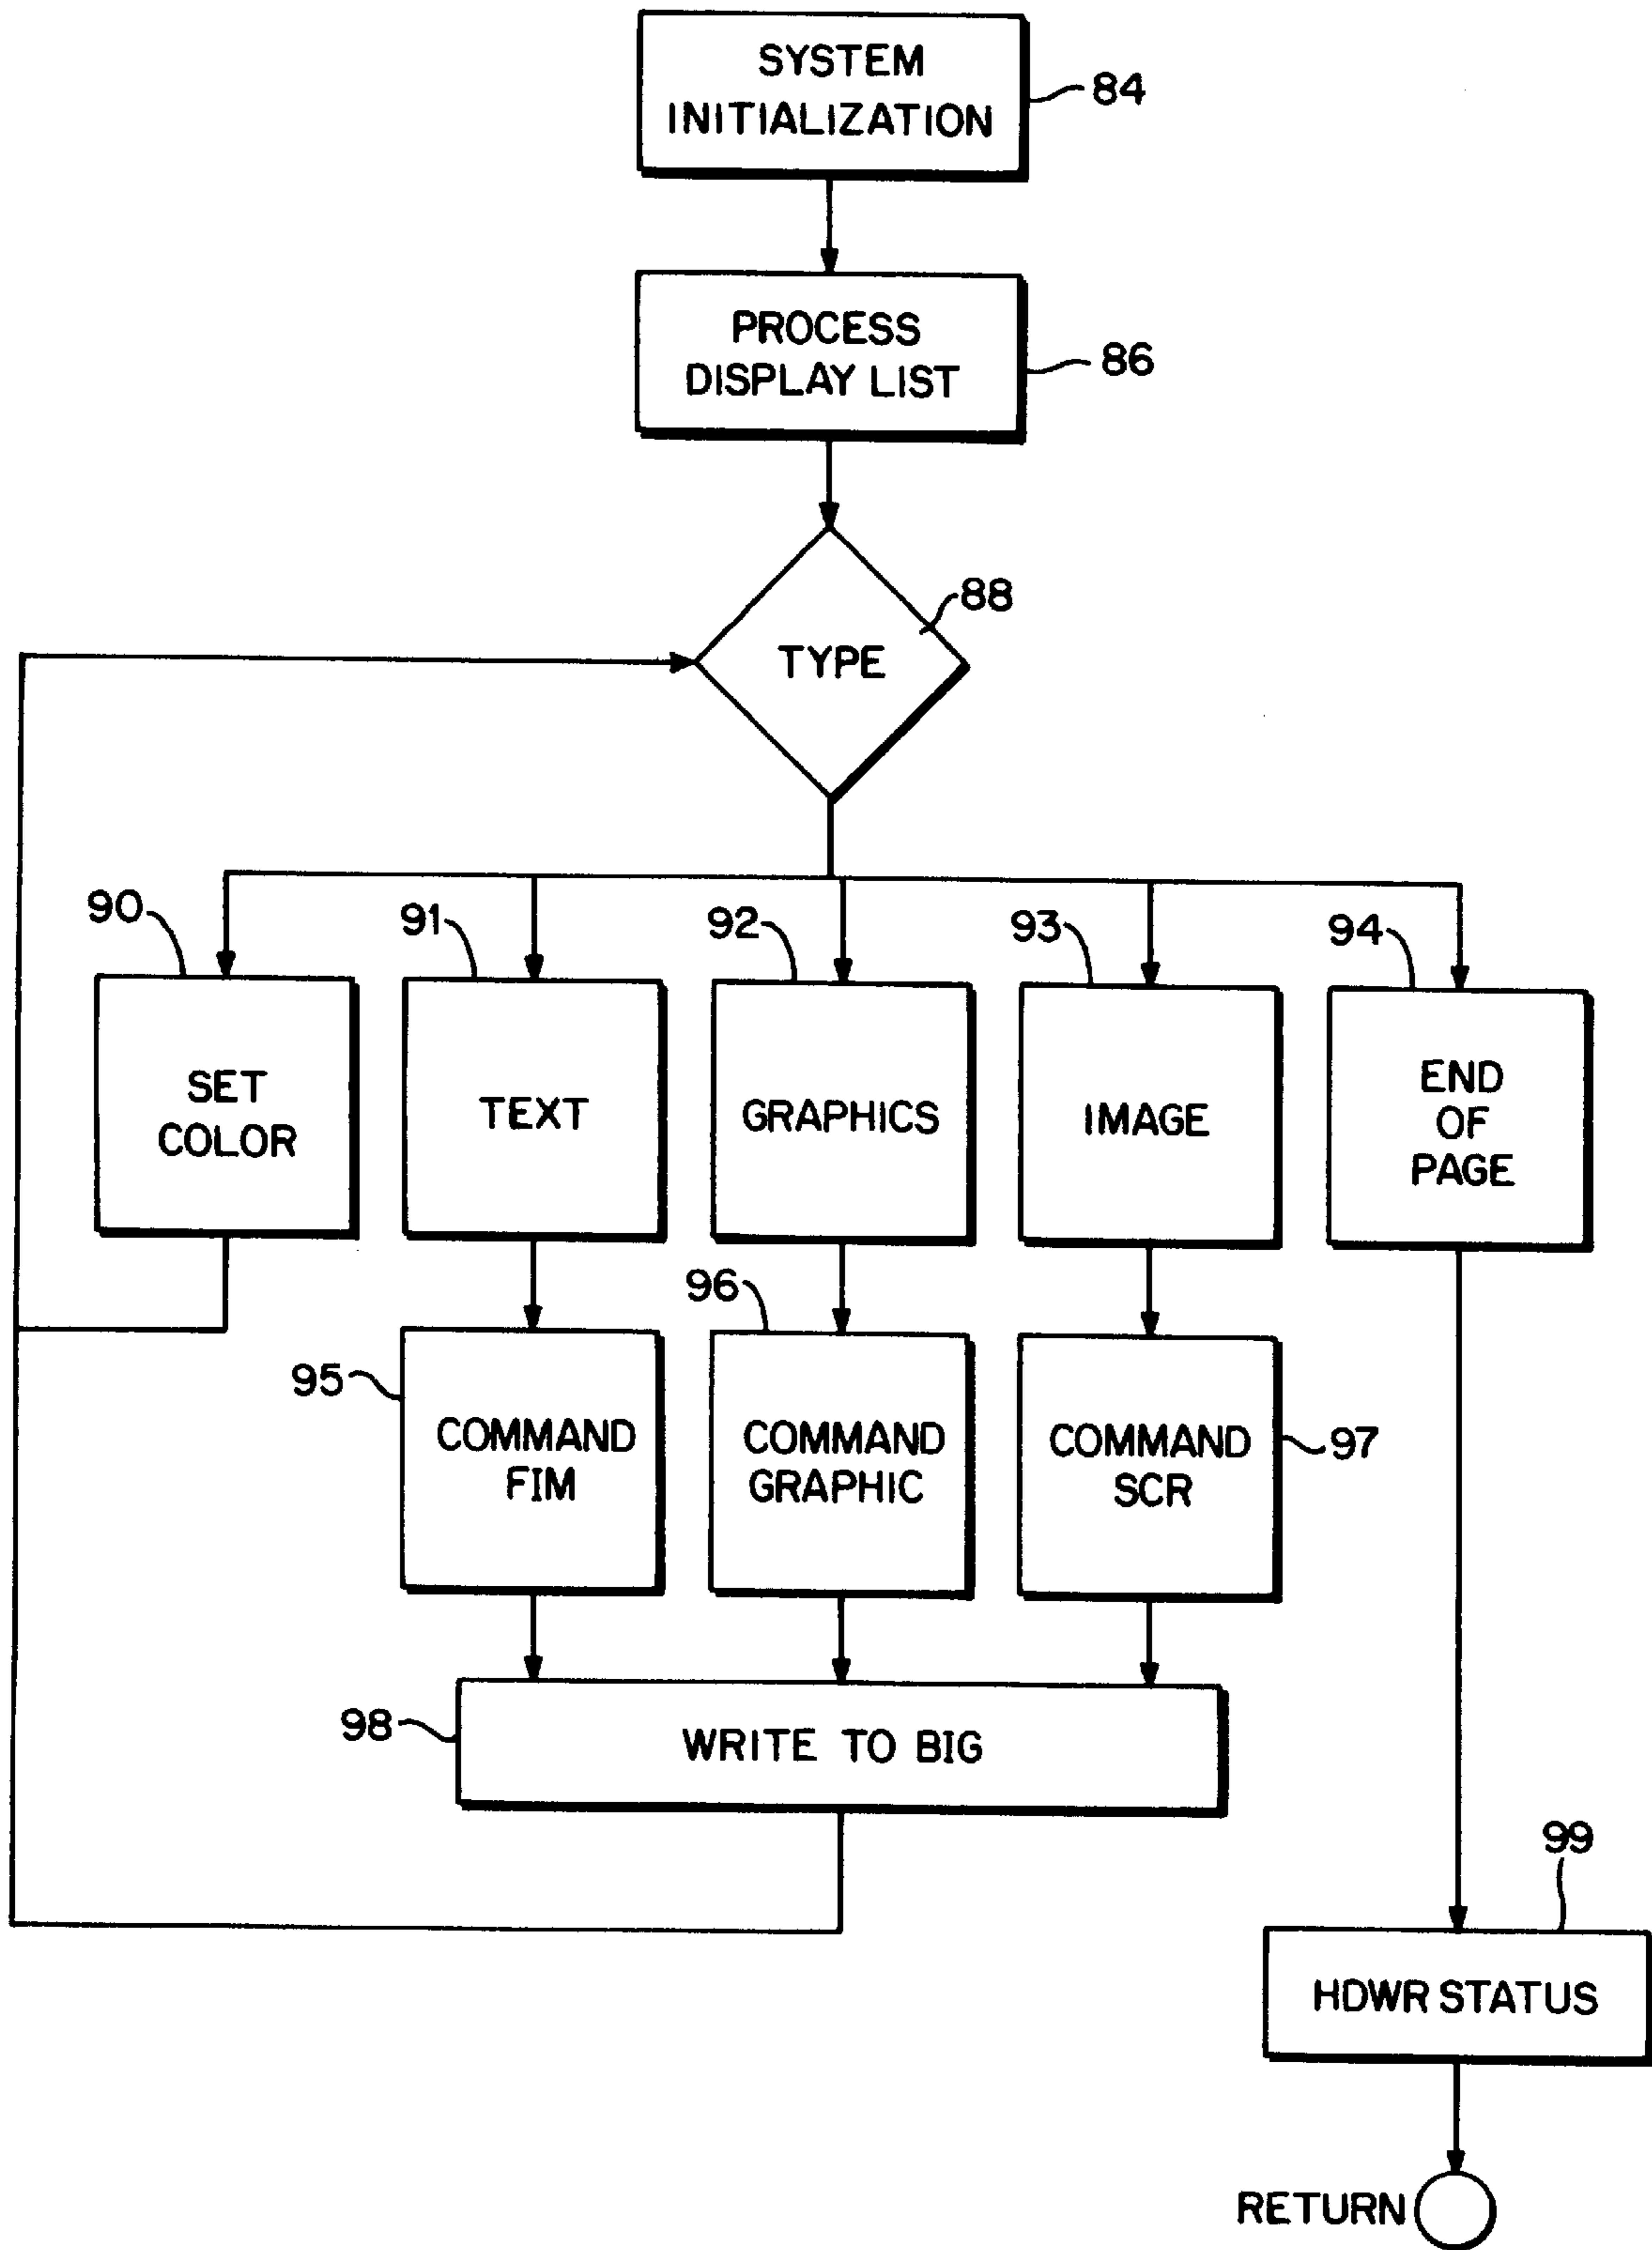 SYSTEM
INITIALIZATION
84
PROCESS
DISPLAY LIST
86
88
TYPE
90
91
92
93
94
SET
COLOR
TEXT
GRAPHICS
IMAGE
END
OF
PAGE
95
96
97
COMMAND
FIM
COMMAND
GRAPHIC
COMMAND
SCR
98
WRITE TO BIG
99
HDWR STATUS
RETURN